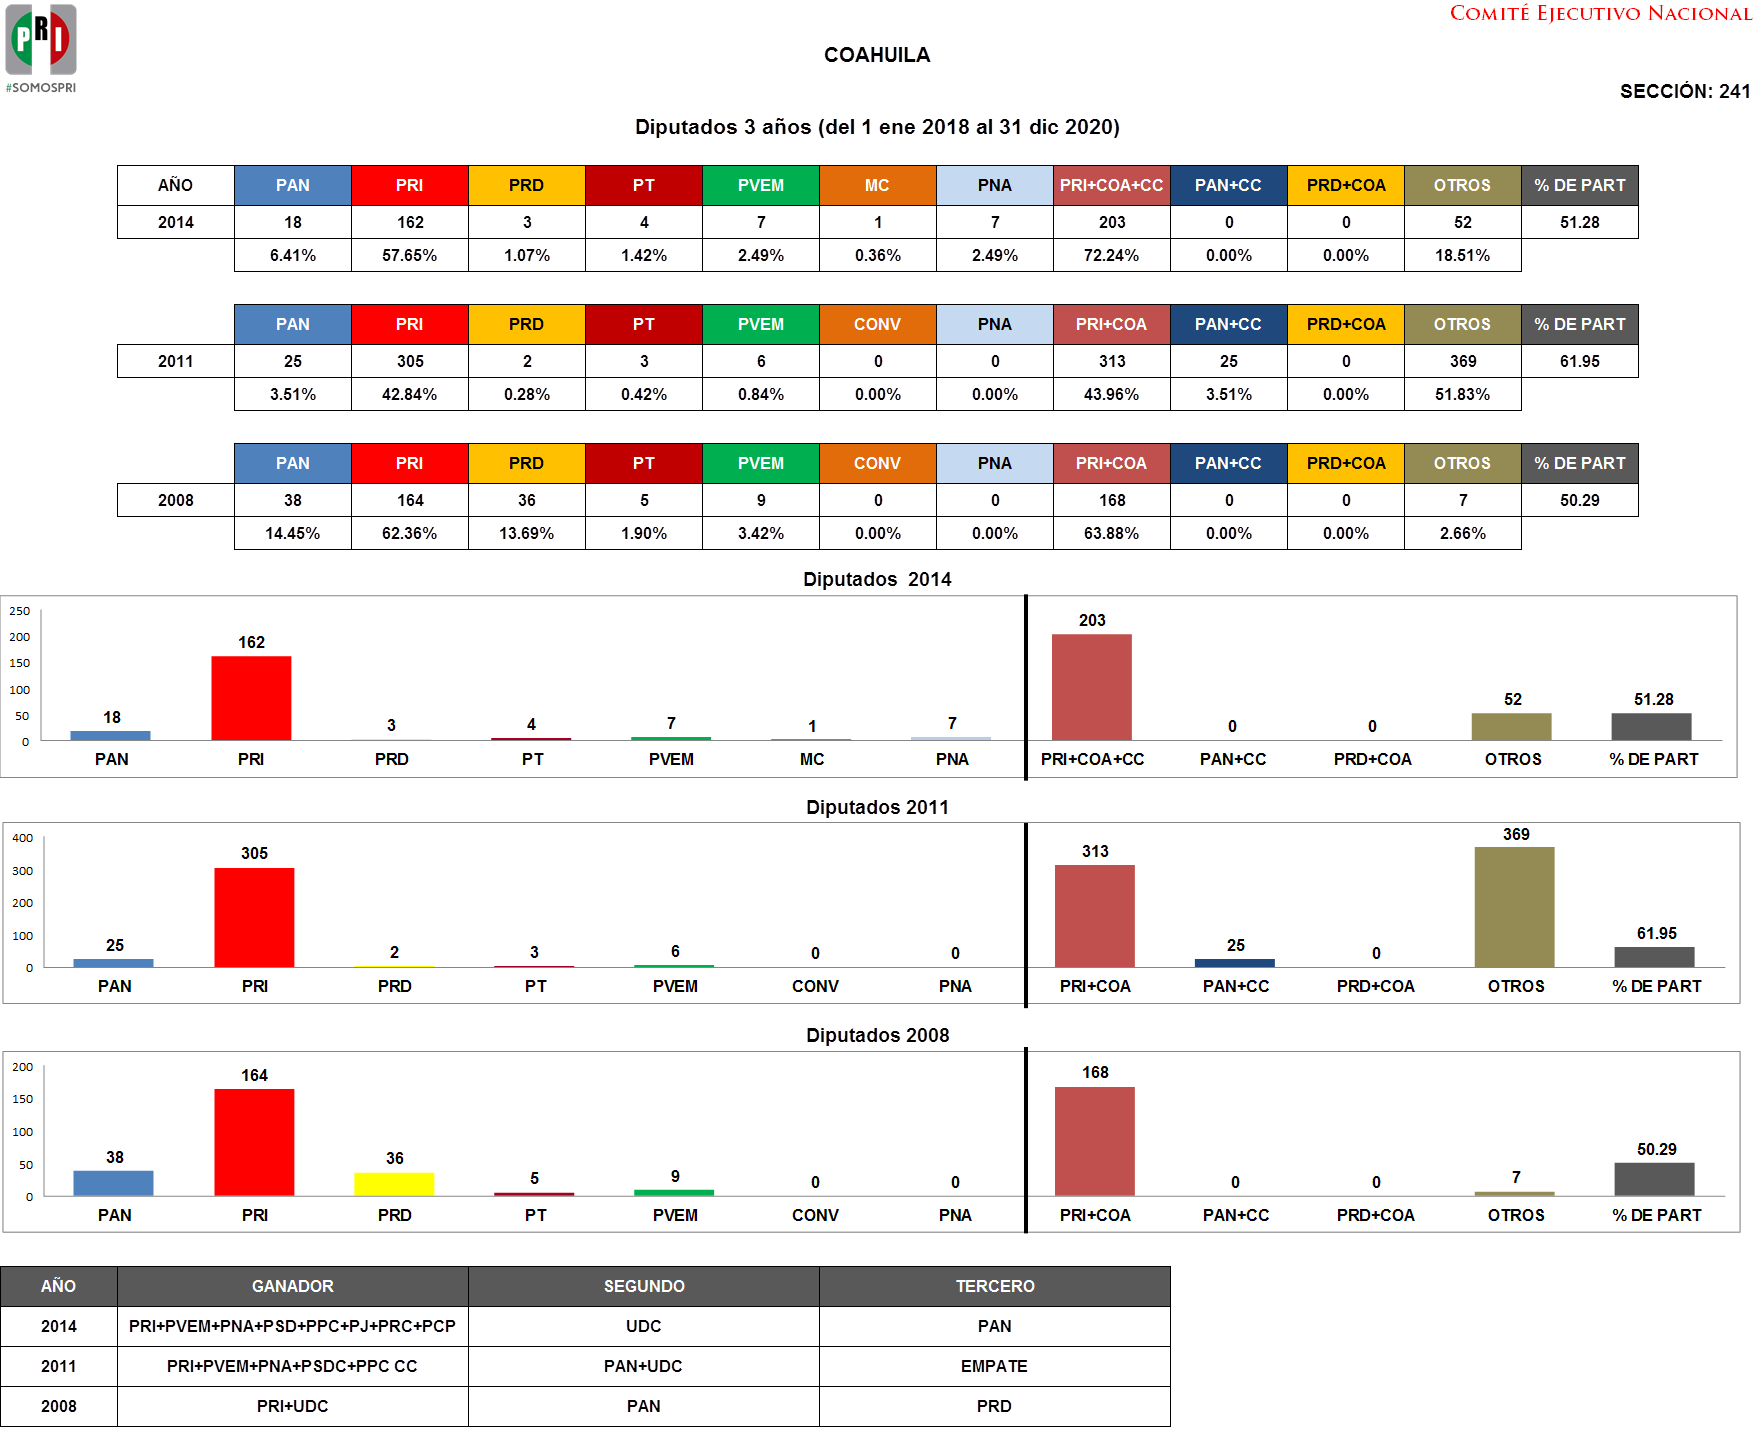 PRI
#SOMOSPRI
COMITÉ EJECUTIVO NACIONAL
COAHUILA
SECCIÓN: 241
Diputados 3 años (del 1 ene 2018 al 31 dic 2020)
AÑO PAN PRI PRD PT PVEM MC PNA PRI+COA+CC PAN+CC PRD+COA OTROS % DE PART
2014 18 162 3 4 7 1 7 203 0 0 52 51.28
6.41% 57.65% 1.07% 1.42% 2.49% 0.36% 2.49% 72.24% 0.00% 0.00% 18.51%
PAN PRI PRD PT PVEM CONV PNA PRI+COA PAN+CC PRD+COA OTROS % DE PART
2011 25 305 2 3 6 0 0 313 25 0 369 61.95
3.51% 42.84% 0.28% 0.42% 0.84% 0.00% 0.00% 43.96% 3.51% 0.00% 51.83%
PAN PRI PRD PT PVEM CONV PNA PRI+COA PAN+CC PRD+COA OTROS % DE PART
2008 38 164 36 5 9 0 0 168 0 0 7 50.29
14.45% 62.36% 13.69% 1.90% 3.42% 0.00% 0.00% 63.88% 0.00% 0.00% 2.66%
Diputados 2014
250
200
150
100
50
0
18 162 3 4 7 1 7 203 0 0 52 51.28
PAN PRI PRD PT PVEM MC PNA PRI+COA+CC PAN+CC PRD+COA OTROS % DE PART
Diputados 2011
400
300
200
100
0
25 305 2 3 6 0 0 313 25 0 369 61.95
PAN PRI PRD PT PVEM CONV PNA PRI+COA PAN+CC PRD+COA OTROS % DE PART
Diputados 2008
200
150
100
50
0
38 164 36 5 9 0 0 168 0 0 7 50.29
PAN PRI PRD PT PVEM CONV PNA PRI+COA PAN+CC PRD+COA OTROS % DE PART
AÑO GANADOR SEGUNDO TERCERO
2014 PRI+PVEM+PNA+PSD+PPC+PJ+PRC+PCP UDC PAN
2011 PRI+PVEM+PNA+PSDC+PPC CC PAN+UDC EMPATE
2008 PRI+UDC PAN PRD